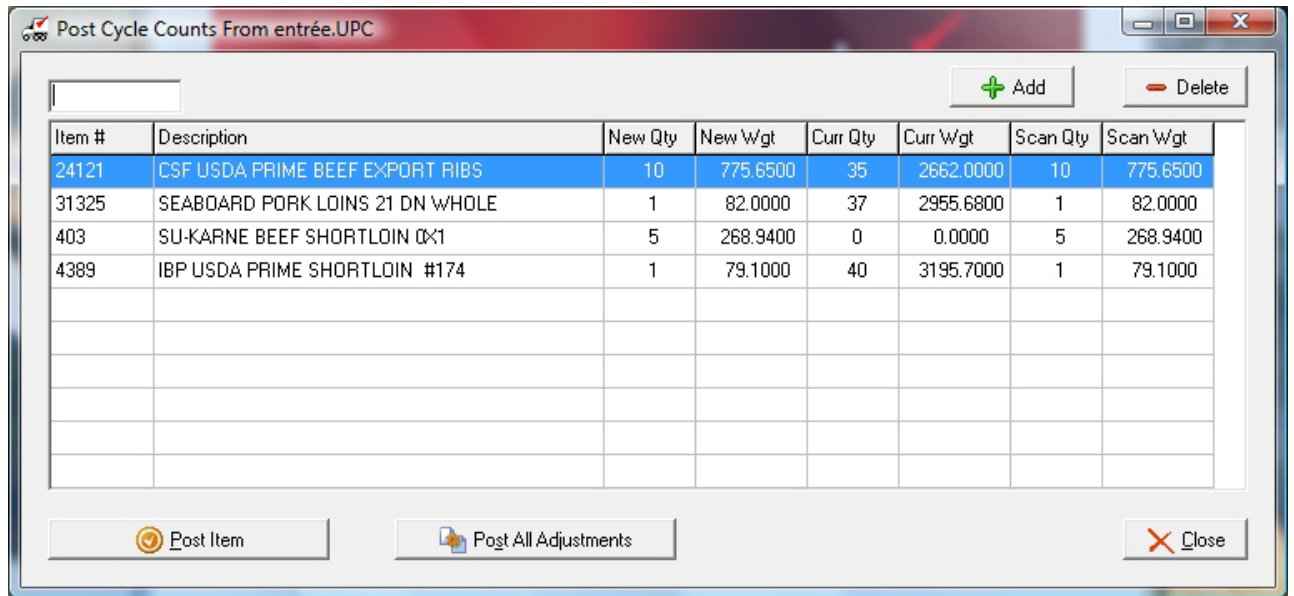 Post Cycle Counts From entrée.UPC
Add Delete
Item # Description New Qty New Wgt Curr Qty Curr Wgt Scan Qty Scan Wgt
24121 CSF USDA PRIME BEEF EXPORT RIBS 10 775.6500 35 2662.0000 10 775.6500
31325 SEABOARD PORK LOINS 21 DN WHOLE 1 82.0000 37 2955.6800 1 82.0000
403 SU-KARNE BEEF SHORTLOIN 0X1 5 268.9400 0 0.0000 5 268.9400
4389 IBP USDA PRIME SHORTLOIN #174 1 79.1000 40 3195.7000 1 79.1000
Post Item Post All Adjustments Close